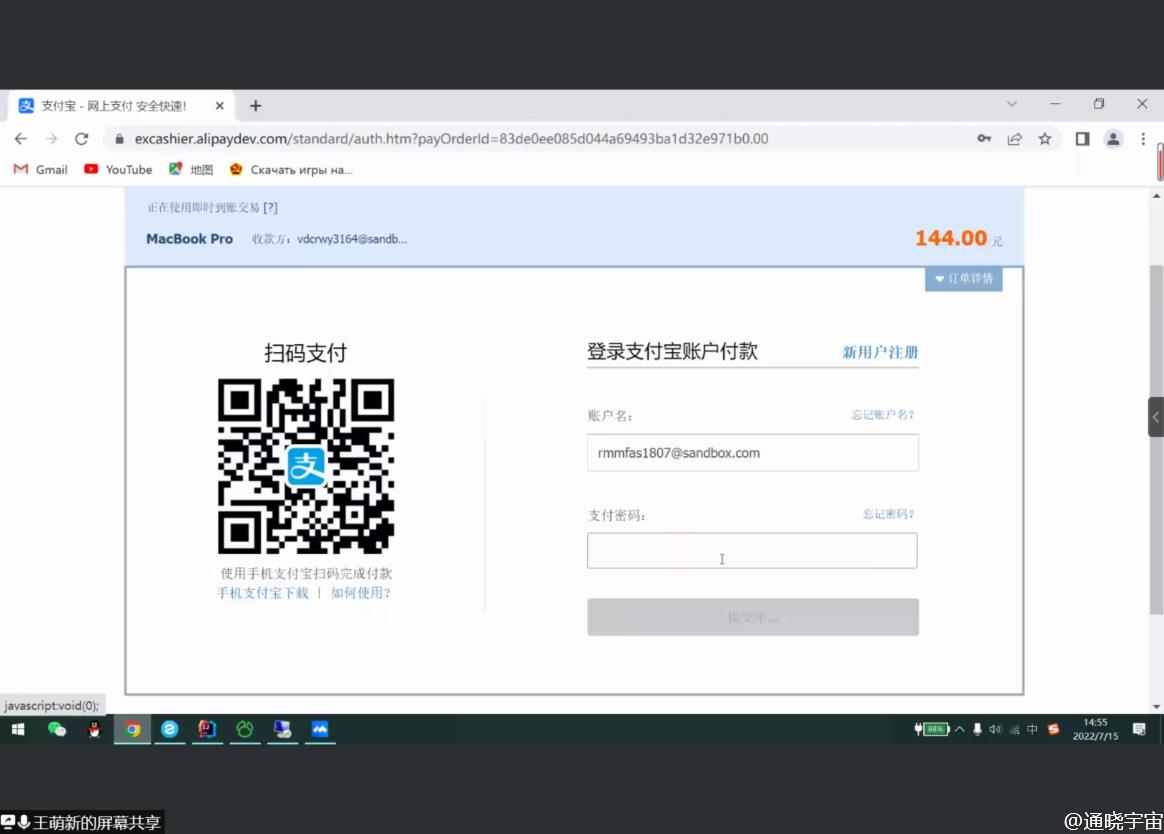 支付宝 - 网上支付 安全快速!
excashier.alipaydev.com/standard/auth.htm?payOrderId=83de0ee085d044a69493ba1d32e971b0.00
Gmail YouTube 地图 Скачать игры на...
正在使用即时到账交易 [?]
MacBook Pro 收款方: vdcrwy3164@sandb... 144.00 元
订单详情
扫码支付
登录支付宝账户付款 新用户注册
账户名: 忘记账户名?
rmmfas1807@sandbox.com
支付密码: 忘记密码?
支
使用手机支付宝扫码完成付款
手机支付宝下载 | 如何使用?
提交中...
javascript:void(0);
98% 中 14:55
2022/7/15
王萌新的屏幕共享
@通晓宇宙